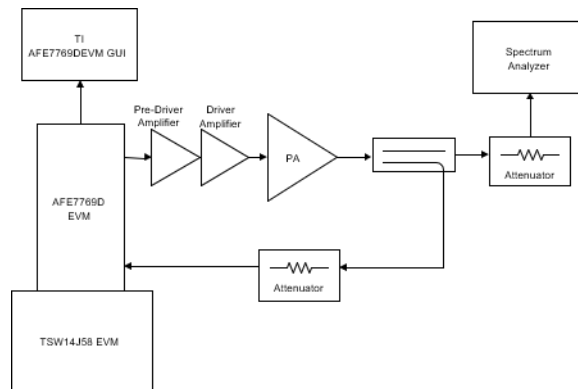 TI
AFE7769DEVM GUI
Spectrum
Analyzer
Pre-Driver
Amplifier
Driver
Amplifier
PA
Attenuator
AFE7769D
EVM
Attenuator
TSW14J58 EVM